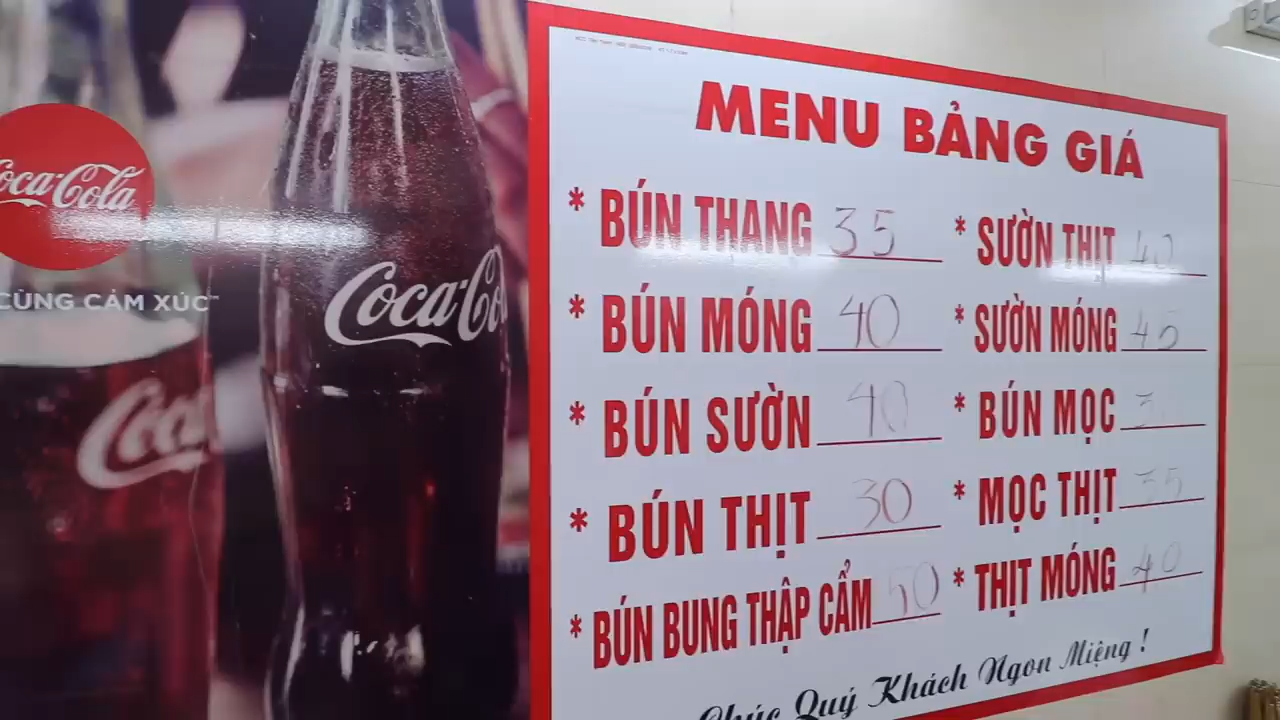 Coca-Cola
CÙNG CẢM XÚC
Coca-Co
Coca
MENU BẢNG GIÁ
* BÚN THANG 35
* BÚN MÓNG 40
* BÚN SƯỜN 40
* BÚN THỊT 30
* BÚN BUNG THẬP CẨM 50
* SƯỜN THỊT 40
* SƯỜN MÓNG 45
* BÚN MỌC
* MỌC THỊT 35
* THỊT MÓNG 40
Chúc Quý Khách Ngon Miệng !